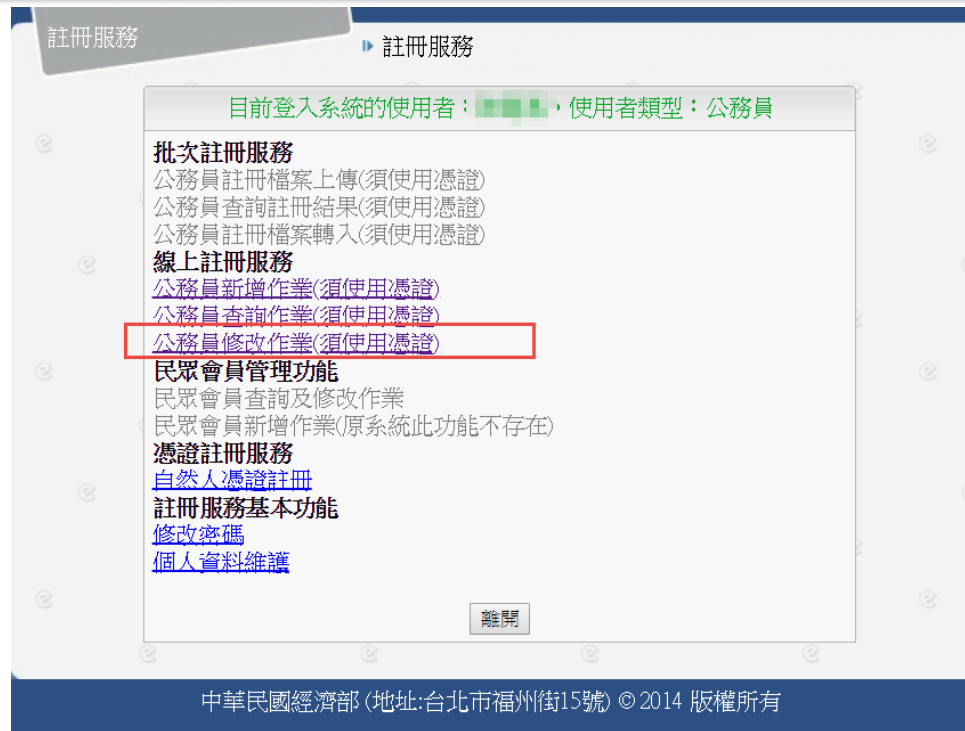 註冊服務
註冊服務
目前登入系統的使用者：，使用者類型：公務員
批次註冊服務
公務員註冊檔案上傳(須使用憑證)
公務員查詢註冊結果(須使用憑證)
公務員註冊檔案轉入(須使用憑證)
線上註冊服務
公務員新增作業(須使用憑證)
公務員查詢作業(須使用憑證)
公務員修改作業(須使用憑證)
民眾會員管理功能
民眾會員查詢及修改作業
民眾會員新增作業(原系統此功能不存在)
憑證註冊服務
自然人憑證註冊
註冊服務基本功能
修改密碼
個人資料維護
離開
中華民國經濟部 (地址:台北市福州街15號) © 2014 版權所有